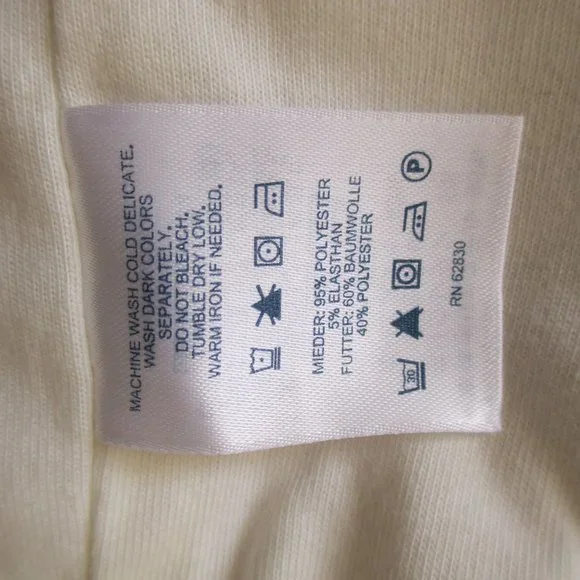 MACHINE WASH COLD DELICATE.
WASH DARK COLORS
SEPARATELY.
DO NOT BLEACH.
TUMBLE DRY LOW.
WARM IRON IF NEEDED.
MIEDER: 95% POLYESTER
5% ELASTHAN
FUTTER: 60% BAUMWOLLE
40% POLYESTER
30 P
RN 62830